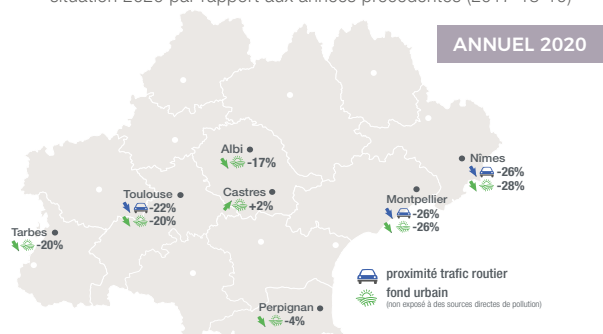 situation 2020 par rapport aux années précédentes (2017-18-19)
ANNUEL 2020
Albi
-17%
Nîmes
-26%
-28%
Toulouse
-22%
-20%
Castres
+2%
Montpellier
-26%
-26%
Tarbes
-20%
proximité trafic routier
fond urbain
(non exposé à des sources directes de pollution)
Perpignan
-4%